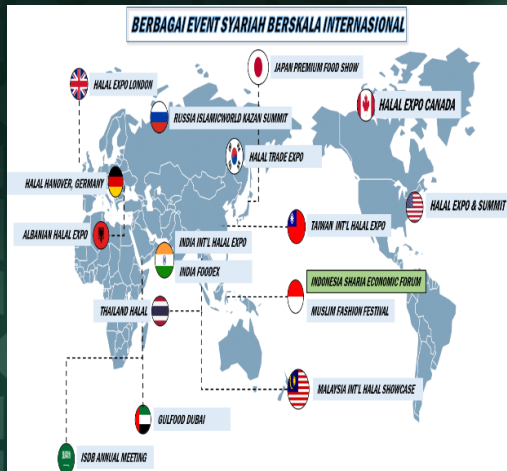 BERBAGAI EVENT SYARIAH BERSKALA INTERNASIONAL
JAPAN PREMIUM FOOD SHOW
HALAL EXPO LONDON
HALAL EXPO CANADA
RUSSIA ISLAMICWORLD KAZAN SUMMIT
HALAL TRADE EXPO
HALAL HANOVER, GERMANY
HALAL EXPO & SUMMIT
ALBANIAN HALAL EXPO
TAIWAN INT'L HALAL EXPO
INDIA INT'L HALAL EXPO
INDIA FOODEX
INDONESIA SHARIA ECONOMIC FORUM
THAILAND HALAL
MUSLIM FASHION FESTIVAL
MALAYSIA INT'L HALAL SHOWCASE
GULFOOD DUBAI
ISDB ANNUAL MEETING